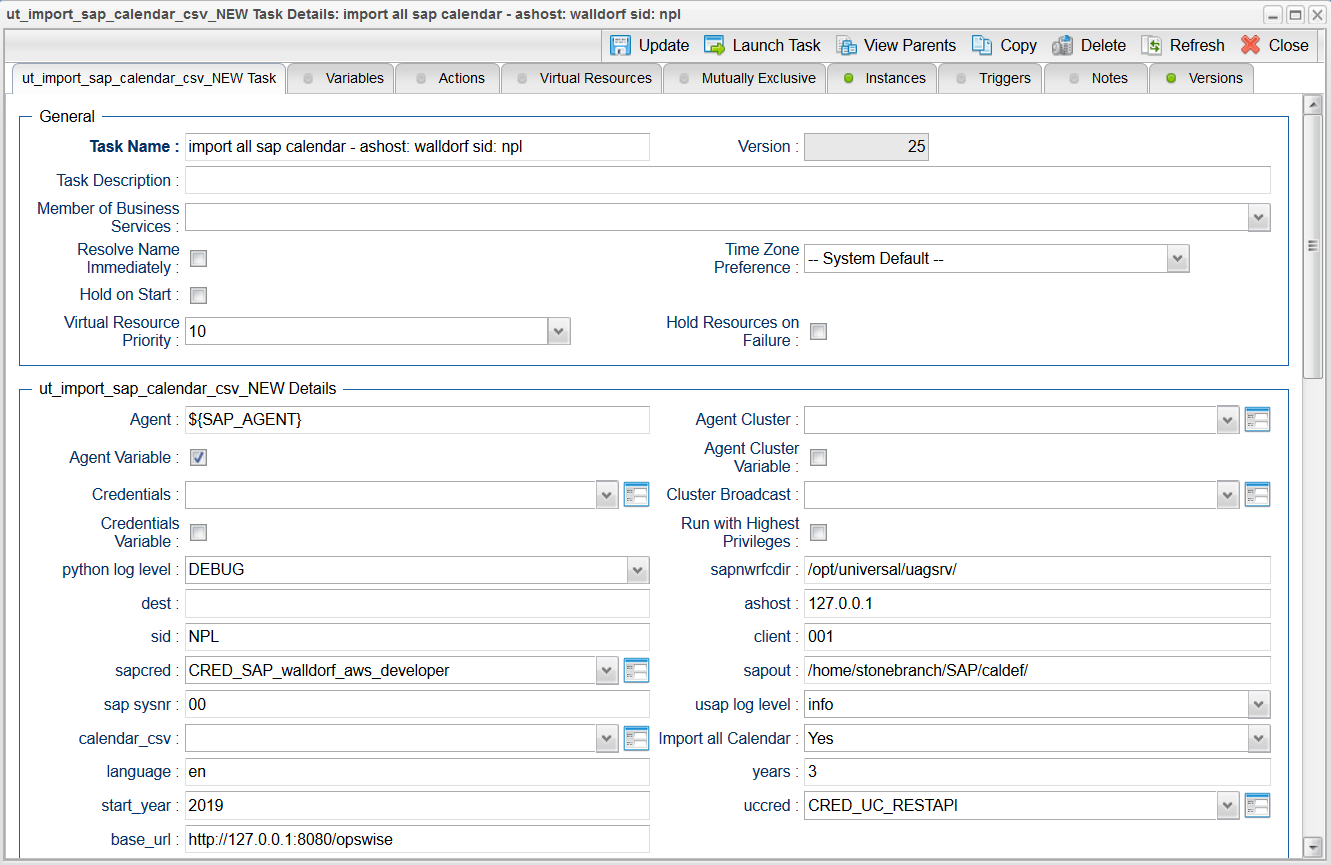 ut_import_sap_calendar_csv_NEW Task Details: import all sap calendar - ashost: walldorf sid: npl
Update Launch Task View Parents Copy Delete Refresh Close
ut_import_sap_calendar_csv_NEW Task Variables Actions Virtual Resources Mutually Exclusive Instances Triggers Notes Versions
General
Task Name : import all sap calendar - ashost: walldorf sid: npl Version : 25
Task Description :
Member of Business
Services :
Resolve Name
Immediately :
Time Zone
Preference : -- System Default --
Hold on Start :
Virtual Resource
Priority : 10
Hold Resources on
Failure :
ut_import_sap_calendar_csv_NEW Details
Agent : ${SAP_AGENT} Agent Cluster :
Agent Variable : Agent Cluster
Variable :
Credentials : Cluster Broadcast :
Credentials
Variable :
Run with Highest
Privileges :
python log level : DEBUG sapnwrfcdir : /opt/universal/uagsrv/
dest : ashost : 127.0.0.1
sid : NPL client : 001
sapcred : CRED_SAP_walldorf_aws_developer sapout : /home/stonebranch/SAP/caldef/
sap sysnr : 00 usap log level : info
calendar_csv : Import all Calendar : Yes
language : en years : 3
start_year : 2019 uccred : CRED_UC_RESTAPI
base_url : http://127.0.0.1:8080/opswise